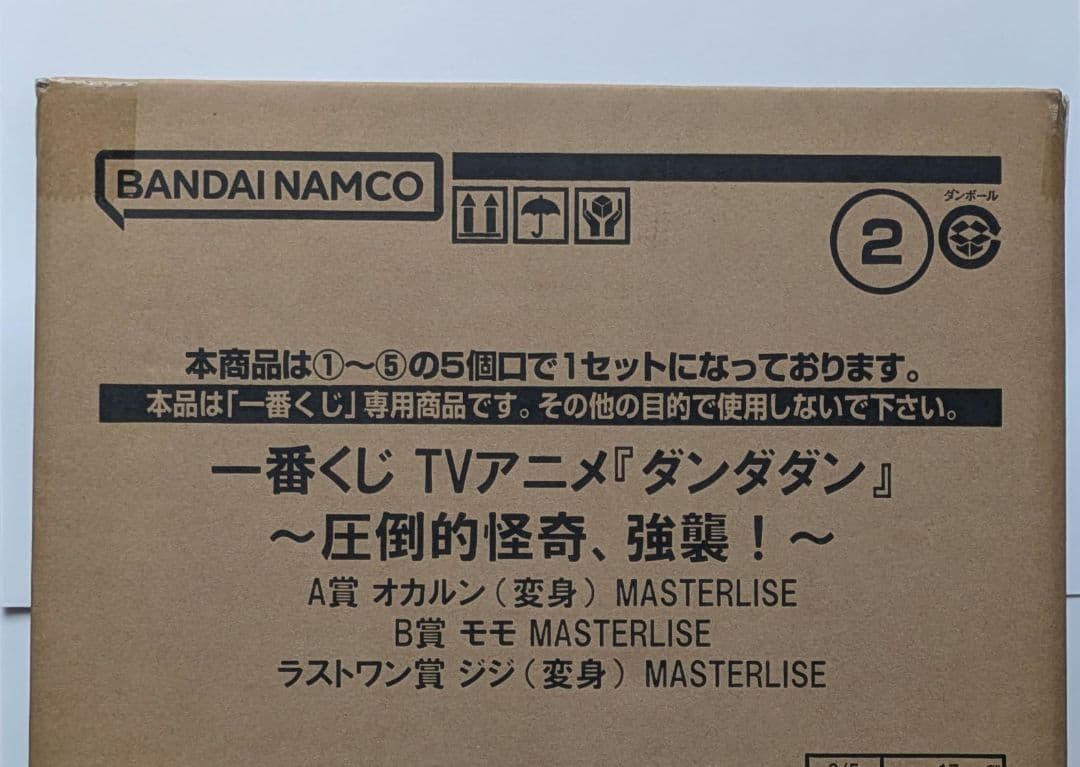 BANDAI NAMCO
2
ダンボール
本商品は①～⑤の5個口で1セットになっております。
本品は「一番くじ」専用商品です。その他の目的で使用しないで下さい。
一番くじ TVアニメ『ダンダダン』
～圧倒的怪奇、強襲！～
A賞 オカルン（変身） MASTERLISE
B賞 モモ MASTERLISE
ラストワン賞 ジジ（変身） MASTERLISE